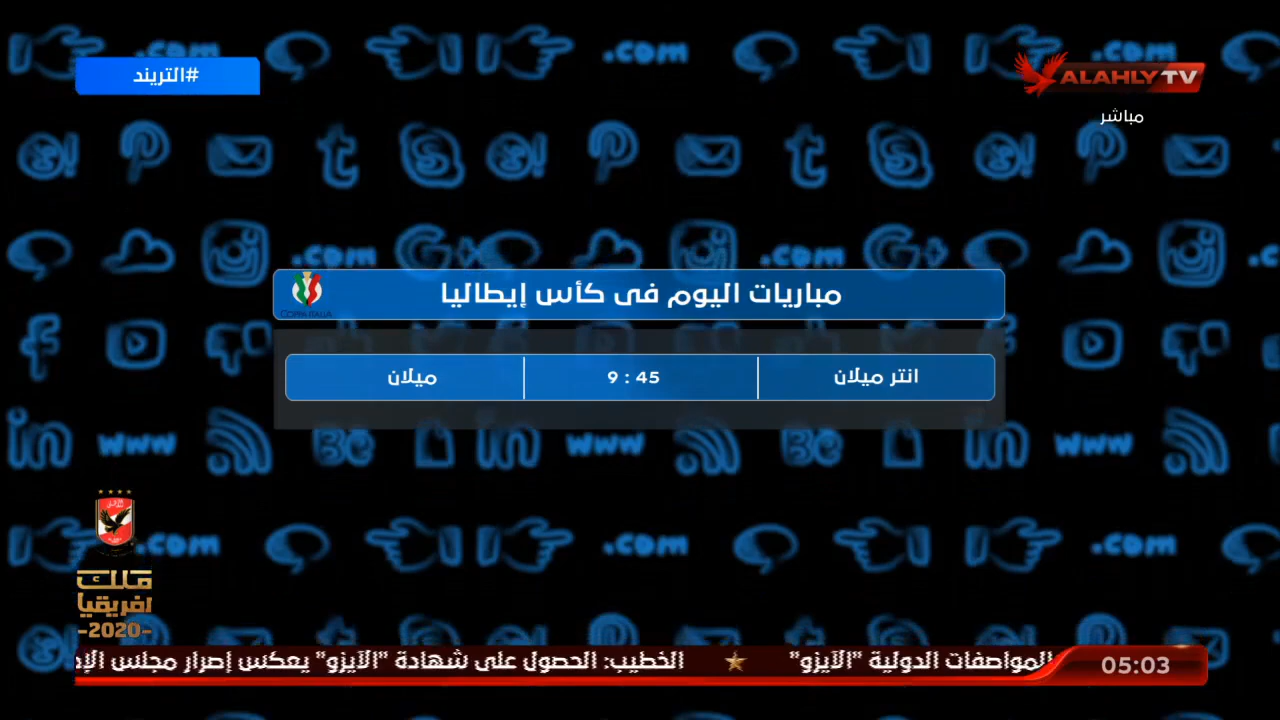 #التريند
ALAHLY TV
مباشر
مباريات اليوم فى كأس إيطاليا
COPPA ITALIA
انتر ميلان
9 : 45
ميلان
ملك
افريقيا
-2020-
المواصفات الدولية "الآيزو" ★ الخطيب: الحصول على شهادة "الآيزو" يعكس إصرار مجلس
05:03